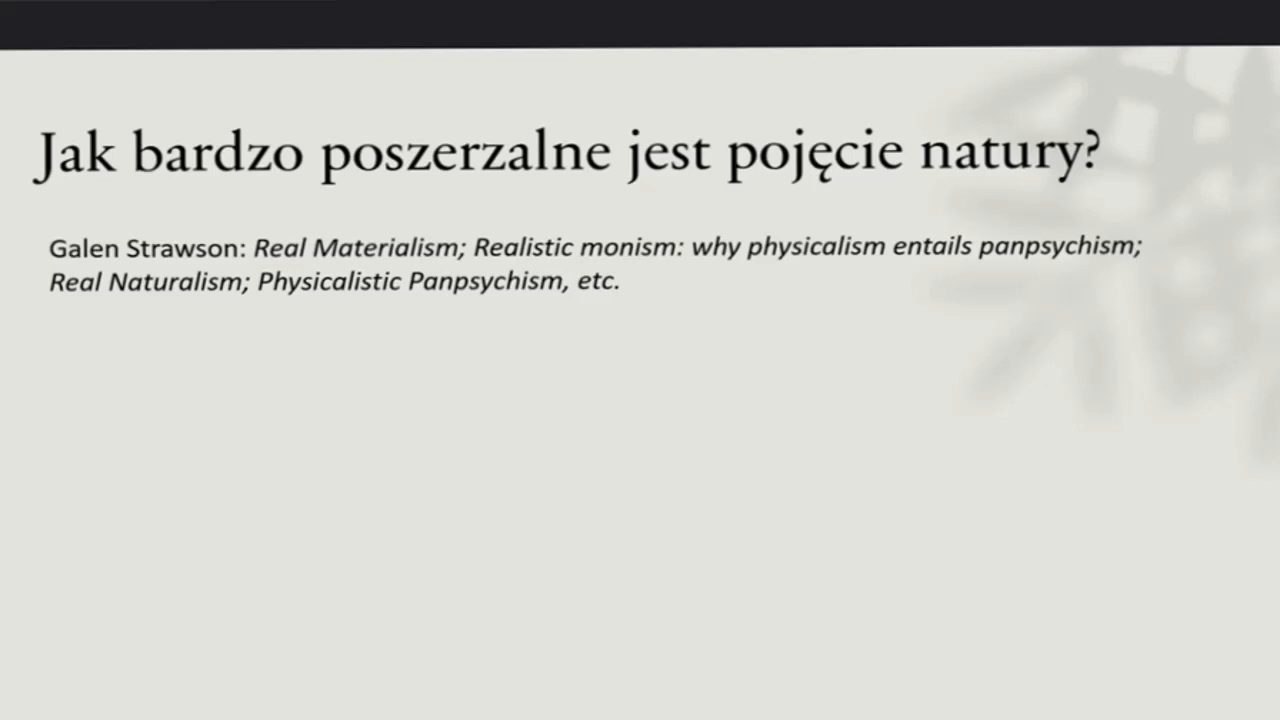 Jak bardzo poszerzalne jest pojęcie natury?
Galen Strawson: Real Materialism; Realistic monism: why physicalism entails panpsychism;
Real Naturalism; Physicalistic Panpsychism, etc.